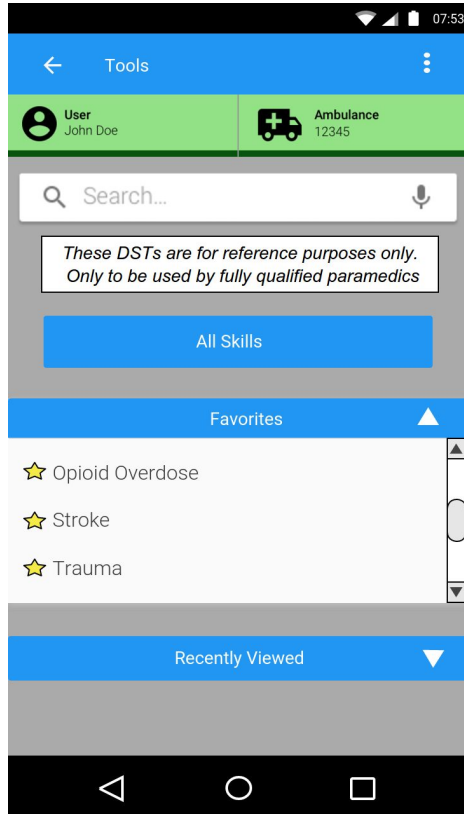 07:53
Tools
User
John Doe
Ambulance
12345
Search...
These DSTs are for reference purposes only.
Only to be used by fully qualified paramedics
All Skills
Favorites
Opioid Overdose
Stroke
Trauma
Recently Viewed